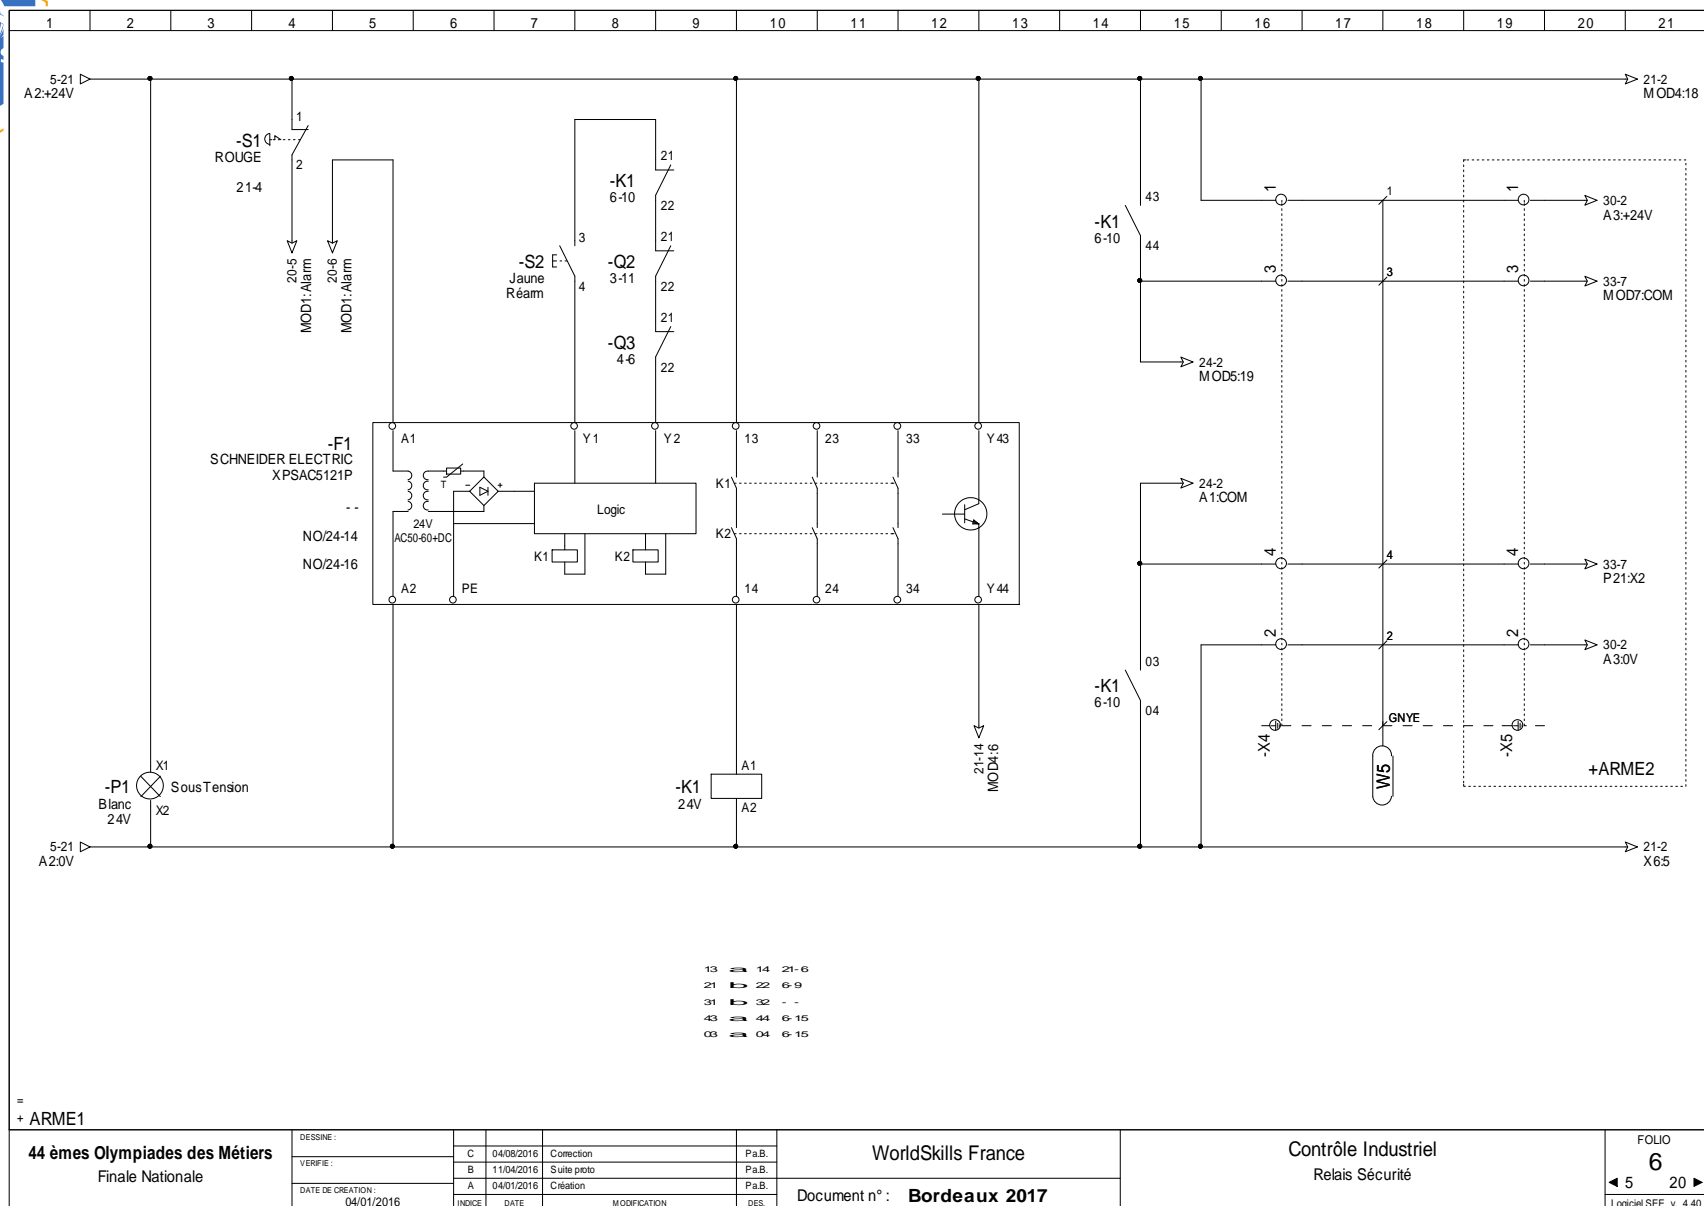 1 2 3 4 5 6 7 8 9 10 11 12 13 14 15 16 17 18 19 20 21
5-21
A2:+24V
21-2
MOD4:18
-S1
ROUGE
21-4
1
2
20-5
MOD1:Alarm
20-6
MOD1:Alarm
-S2
Jaune
Réarm
3
4
-K1
6-10
21
22
-Q2
3-11
21
22
-Q3
4-6
21
22
-K1
6-10
43
44
24-2
MOD5:19
24-2
A1:COM
-K1
6-10
03
04
1
1
1
30-2
A3:+24V
3
3
3
33-7
MOD7:COM
4
4
4
33-7
P21:X2
2
2
2
30-2
A3:0V
GNYE
-X4
-X5
W5
+ARME2
-F1
SCHNEIDER ELECTRIC
XPSAC5121P
- -
NO/24-14
NO/24-16
A1
Y1
Y2
13
23
33
Y43
T
- +
24V
AC50-60+DC
Logic
K1
K2
K1
K2
A2
PE
14
24
34
Y44
21-14
MOD4:6
-P1
Blanc
24V
X1
X2
Sous Tension
-K1
24V
A1
A2
5-21
A2:0V
21-2
X6:5
13 a 14 21-6
21 b 22 6-9
31 b 32 - -
43 a 44 6-15
03 a 04 6-15
=
+ ARME1
44 èmes Olympiades des Métiers
Finale Nationale
DESSINE :
VERIFIE :
DATE DE CREATION :
04/01/2016
C 04/08/2016 Correction Pa.B.
B 11/04/2016 Suite proto Pa.B.
A 04/01/2016 Création Pa.B.
INDICE DATE MODIFICATION DES.
WorldSkills France
Document n° : Bordeaux 2017
Contrôle Industriel
Relais Sécurité
FOLIO
6
◄ 5 20 ►
Logiciel SEE v 4.40